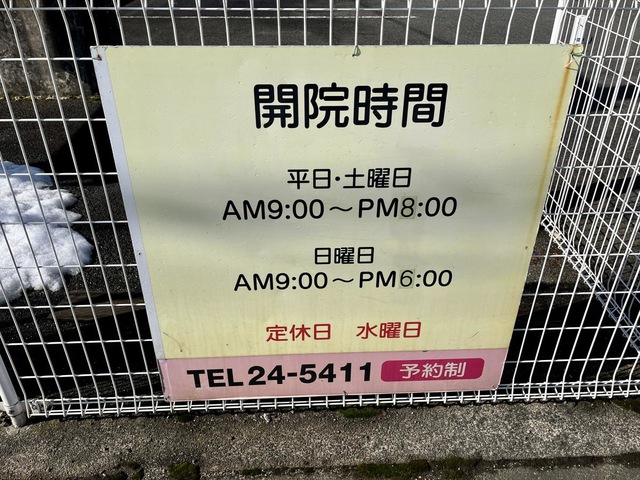 開院時間
平日・土曜日
AM9:00〜PM8:00
日曜日
AM9:00〜PM6:00
定休日　水曜日
TEL 24-5411 予約制